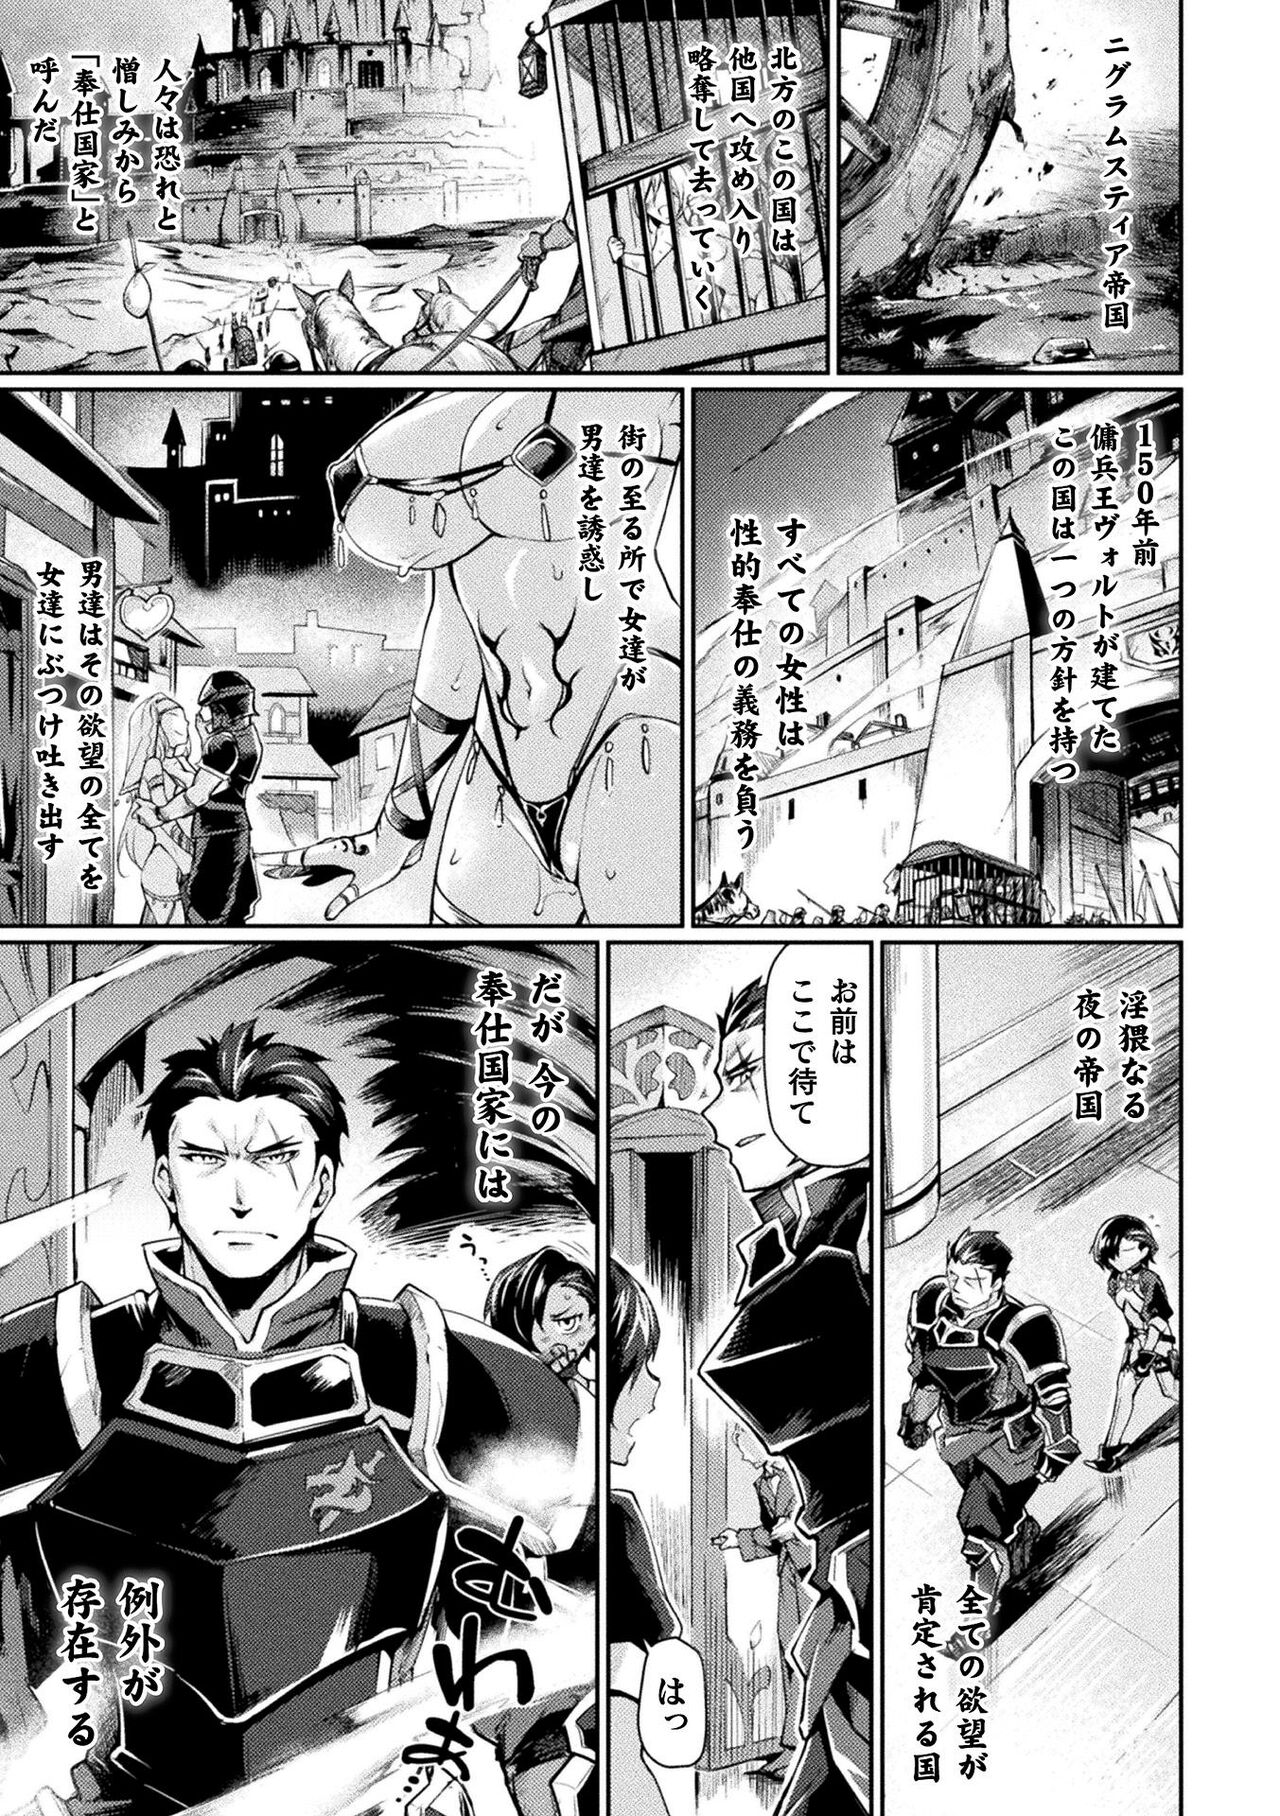 ニグラムスティア帝国
北方のこの国は
他国へ攻め入り
略奪して去っていく
人々は恐れと
憎しみから
「奉仕国家」と
呼んだ
150年前
傭兵王ヴォルトが建てた
この国は一つの方針を持つ
すべての女性は
性的奉仕の義務を負う
街の至る所で女達が
男達を誘惑し
男達はその欲望の全てを
女達にぶつけ吐き出す
淫猥なる
夜の帝国
全ての欲望が
肯定される国
お前は
ここで待て
はっ
だが今の
奉仕国家には
うっ
例外が
存在する